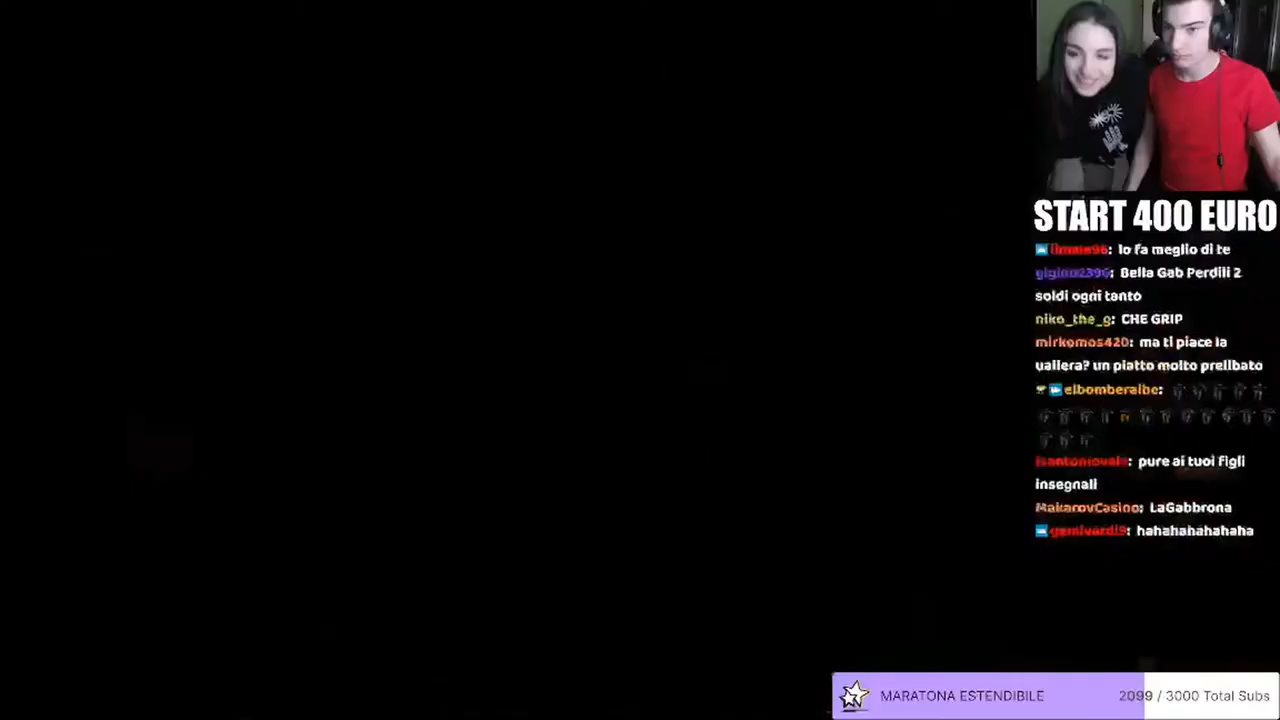 START 400 EURO
: lo fa meglio di te
gigino2396: Bella Gab Perdili 2
soldi ogni tanto
niko_the_g: CHE GRIP
mirkomos420: ma ti piace la
uallera? un piatto molto prelibato
elbomberalbe:
: pure ai tuoi figli
insegnali
MakarovCasino: LaGabbrona
: hahahahahahaha
MARATONA ESTENDIBILE 2099 / 3000 Total Subs